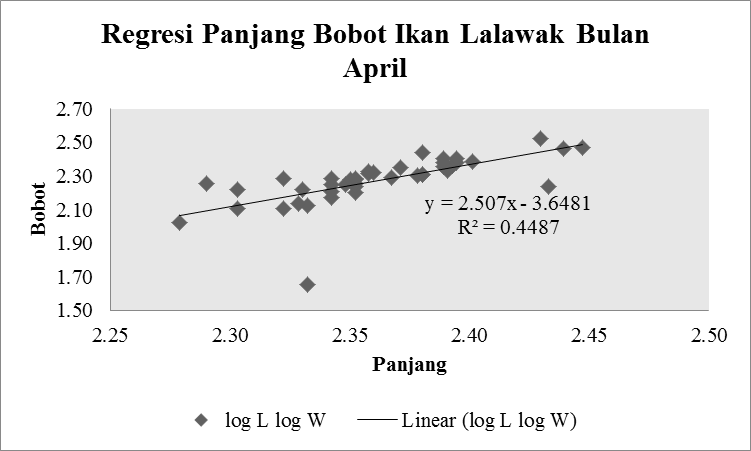 Regresi Panjang Bobot Ikan Lalawak Bulan
April
2.70
2.50
2.30
2.10
1.90
1.70
1.50
Bobot
y = 2.507x - 3.6481
R² = 0.4487
2.25 2.30 2.35 2.40 2.45 2.50
Panjang
log L log W Linear (log L log W)